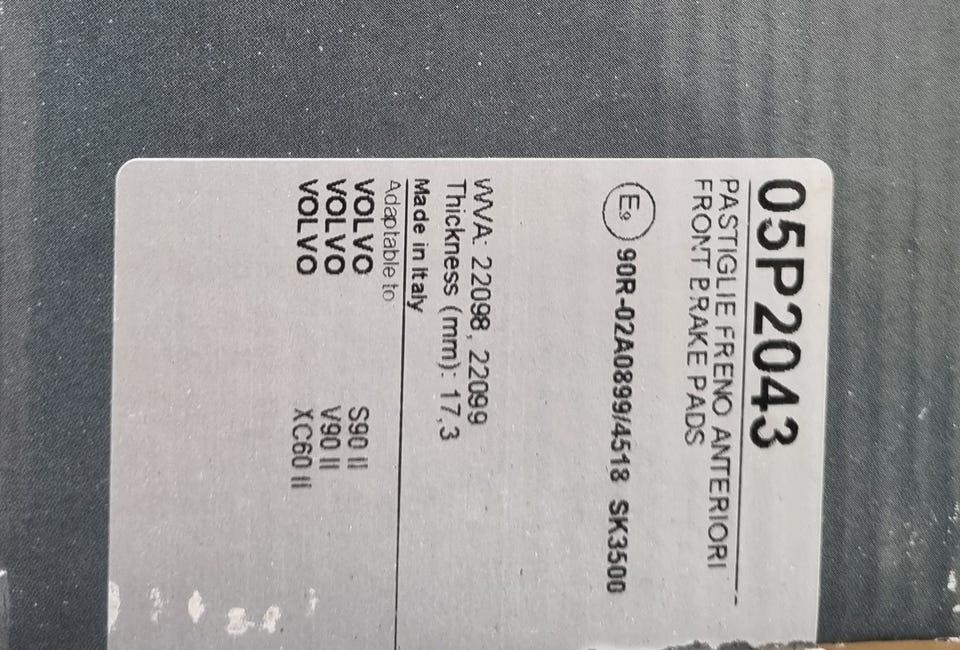 05P2043
PASTIGLIE FRENO ANTERIORI
FRONT BRAKE PADS
E9 90R-02A0899/4518 SK3500
WVA: 22098, 22099
Thickness (mm): 17,3
Made in Italy
Adaptable to
VOLVO S90 II
VOLVO V90 II
VOLVO XC60 II